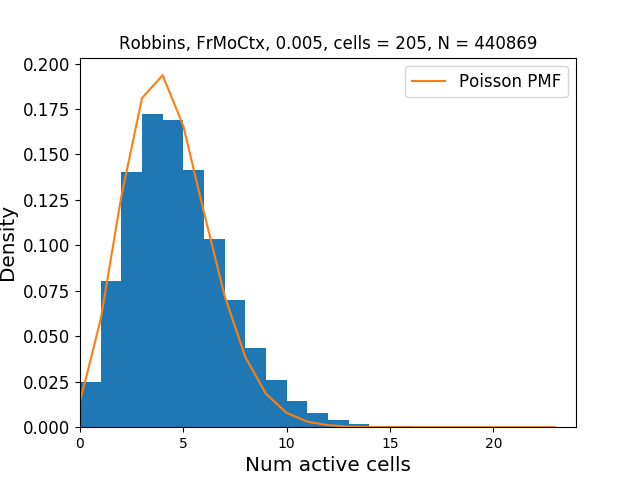 Robbins, FrMoCtx, 0.005, cells = 205, N = 440869
Poisson PMF
0.200
0.175
0.150
0.125
0.100
0.075
0.050
0.025
0.000
Density
0 5 10 15 20
Num active cells